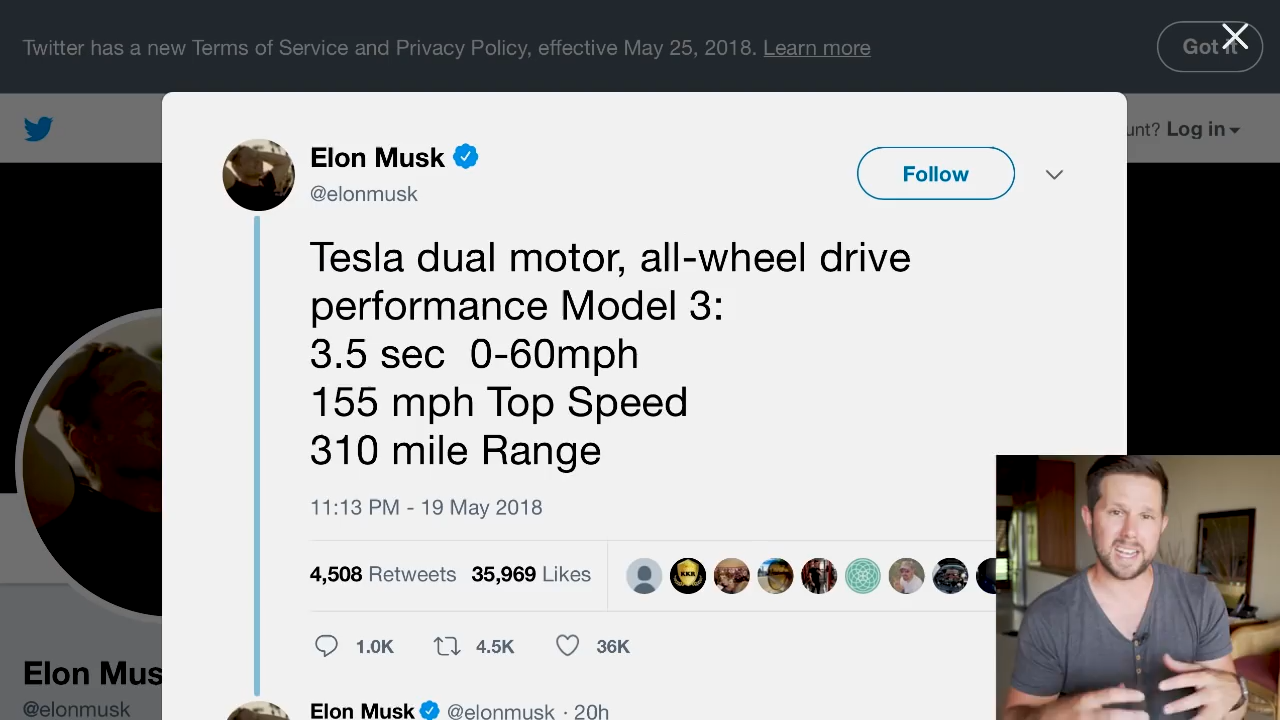 Twitter has a new Terms of Service and Privacy Policy, effective May 25, 2018. Learn more
Got it
unt? Log in
Elon Musk
@elonmusk
Follow
Tesla dual motor, all-wheel drive
performance Model 3:
3.5 sec 0-60mph
155 mph Top Speed
310 mile Range
11:13 PM - 19 May 2018
4,508 Retweets 35,969 Likes
KKR
1.0K 4.5K 36K
Elon Mus
@elonmusk
Elon Musk @elonmusk · 20h